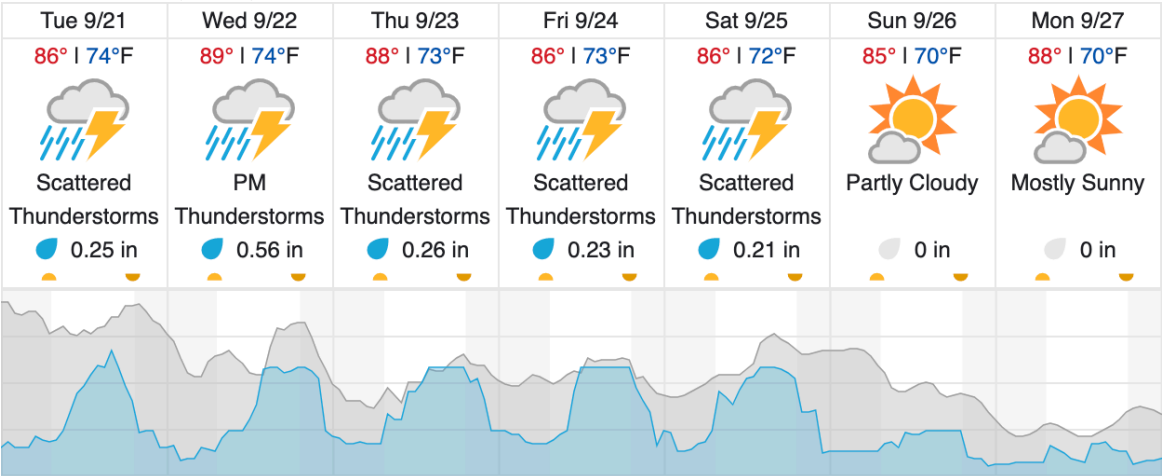 Tue 9/21 Wed 9/22 Thu 9/23 Fri 9/24 Sat 9/25 Sun 9/26 Mon 9/27
86° | 74°F 89° | 74°F 88° | 73°F 86° | 73°F 86° | 72°F 85° | 70°F 88° | 70°F
Scattered PM Scattered Scattered Scattered Partly Cloudy Mostly Sunny
Thunderstorms Thunderstorms Thunderstorms Thunderstorms Thunderstorms
0.25 in 0.56 in 0.26 in 0.23 in 0.21 in 0 in 0 in